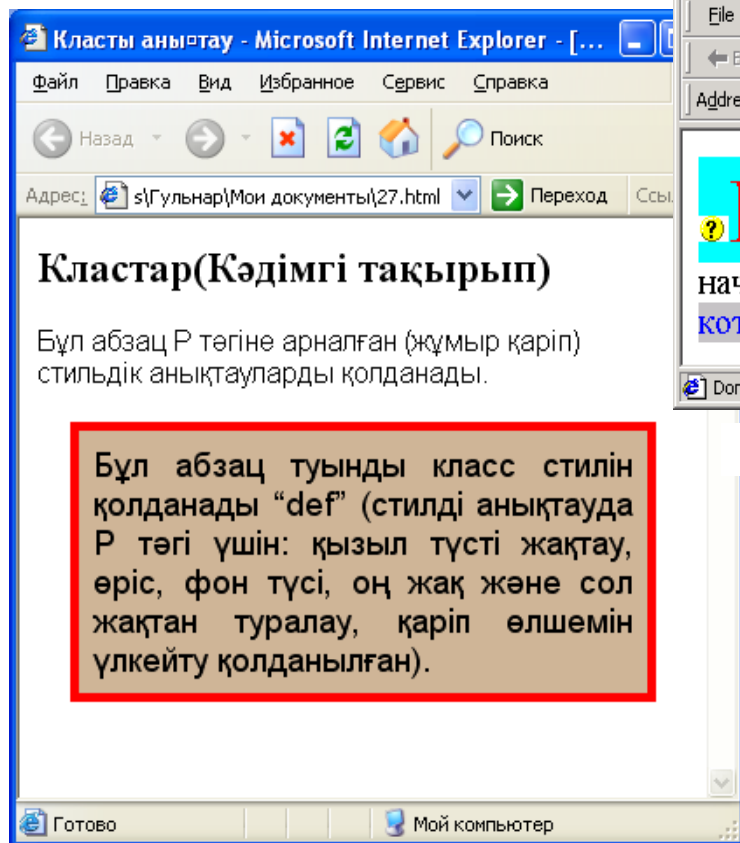 Класты аны¤тау - Microsoft Internet Explorer - [...
Файл Правка Вид Избранное Сервис Справка
Назад Поиск
Адрес: s\Гульнар\Мои документы\27.html Переход
Кластар(Кәдімгі тақырып)
Бұл абзац P тәгіне арналған (жұмыр қаріп)
стильдік анықтауларды қолданады.
Бұл абзац туынды класс стилін
қолданады “def” (стилді анықтауда
P тәгі үшін: қызыл түсті жақтау,
өріс, фон түсі, оң жақ және сол
жақтан туралау, қаріп өлшемін
үлкейту қолданылған).
Готово Мой компьютер
File